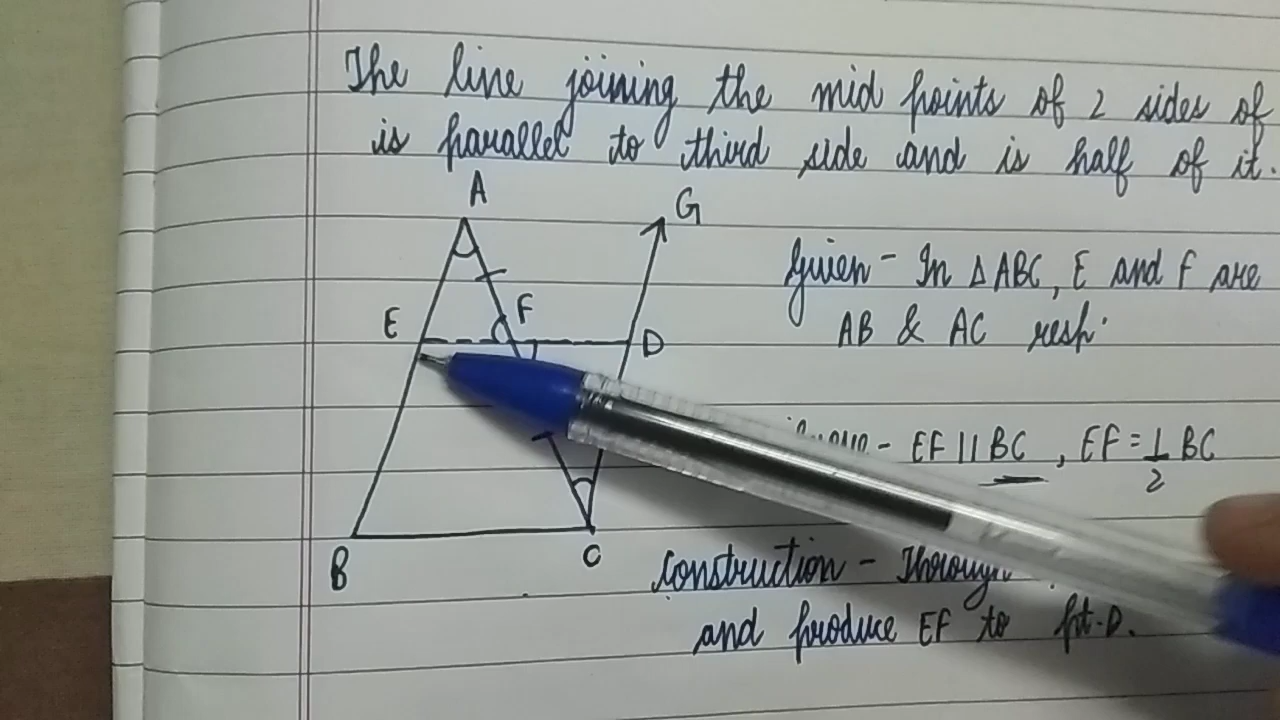 The line joining the mid points of 2 sides of
is parallel to third side and is half of it.
A
G
Given - In △ABC, E and F are
E
F
D
AB & AC resp.
- EF || BC, EF = 1/2 BC
B
C
Construction - Through
and produce EF to pt. D.